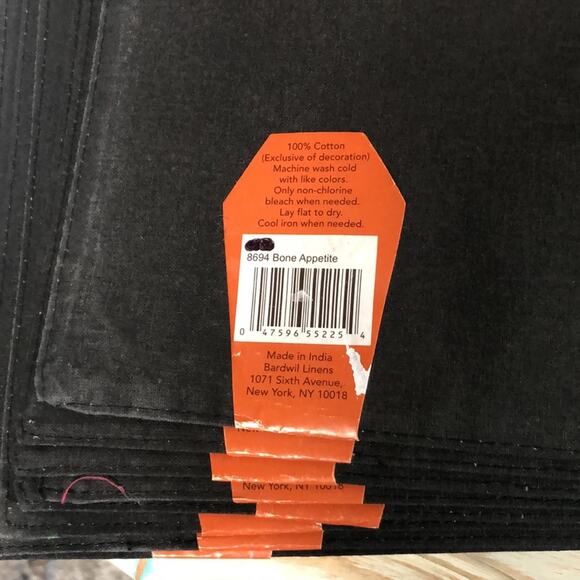 100% Cotton
(Exclusive of decoration)
Machine wash cold
with like colors.
Only non-chlorine
bleach when needed.
Lay flat to dry.
Cool iron when needed.
8694 Bone Appetite
0 47596 55225 4
Made in India
Bardwil Linens
1071 Sixth Avenue,
New York, NY 10018
New York, NY 10018